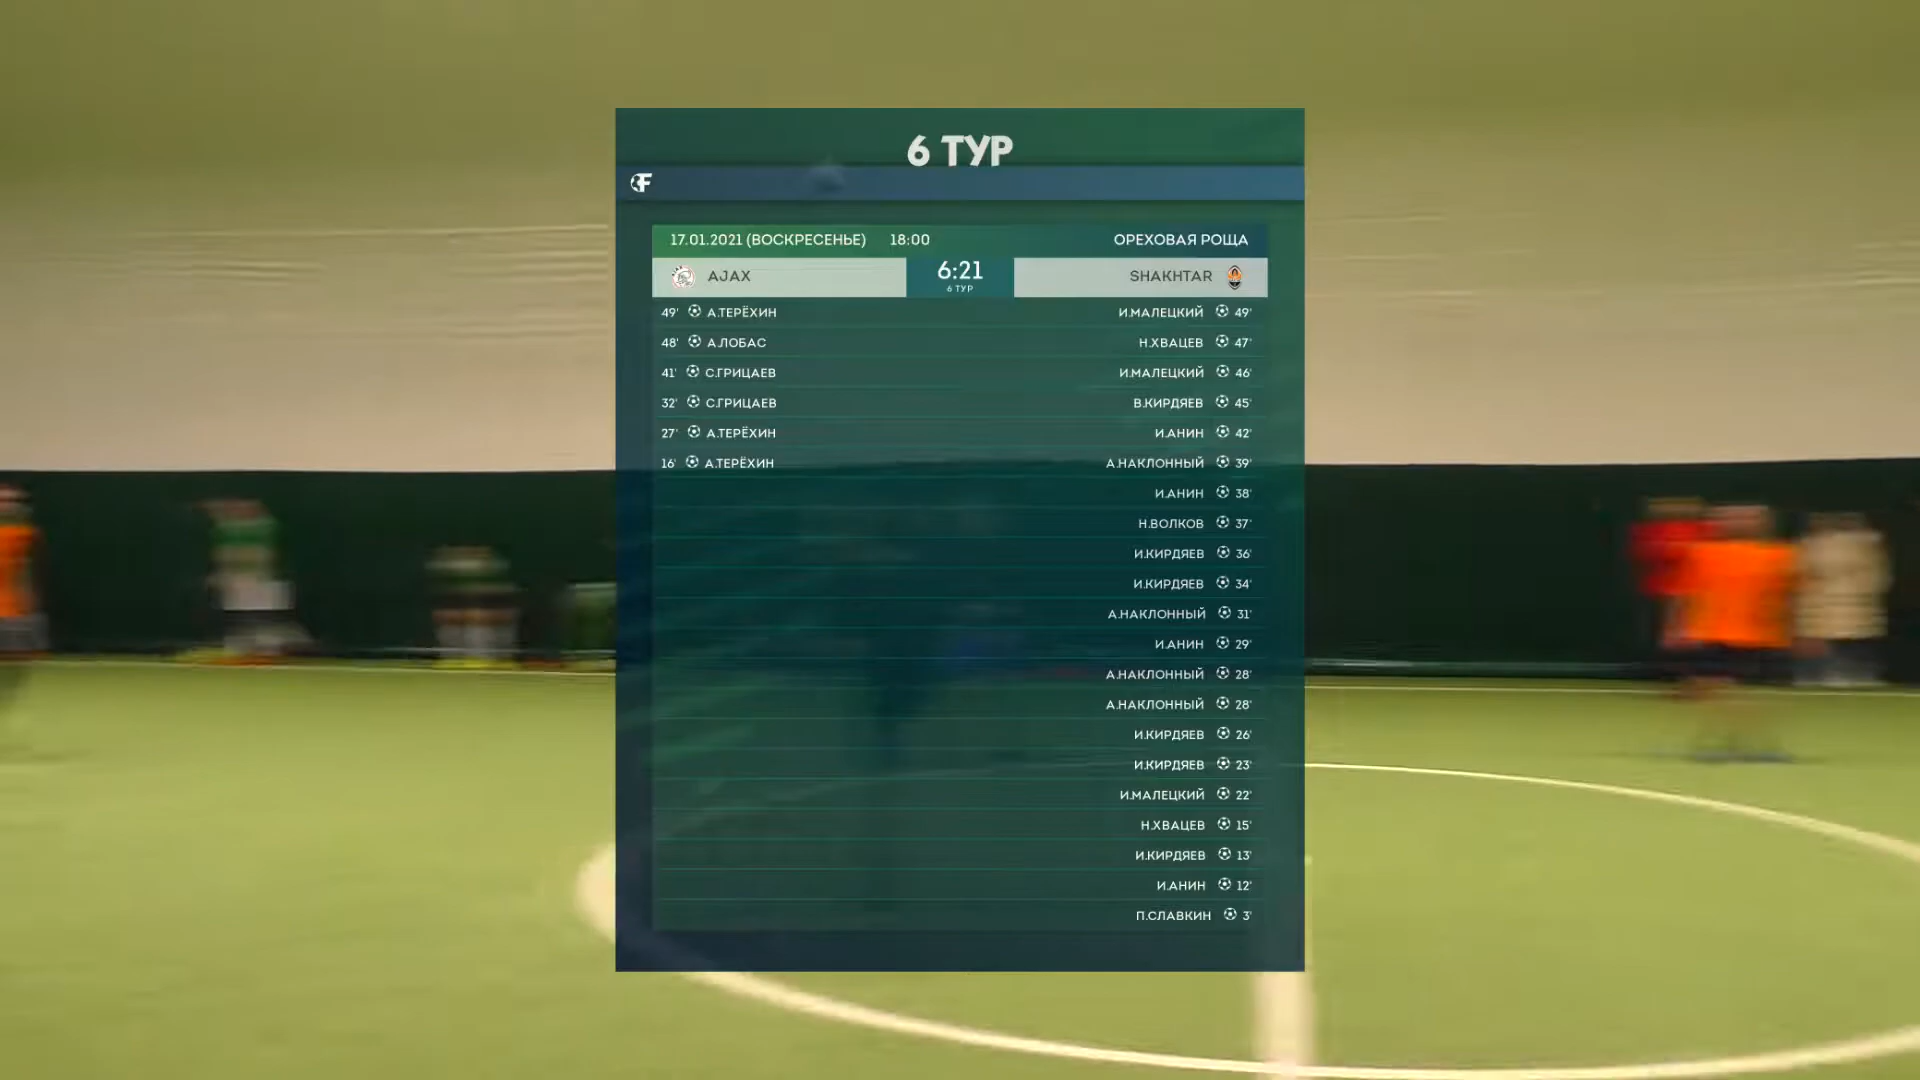 6 ТУР
17.01.2021 (ВОСКРЕСЕНЬЕ) 18:00 ОРЕХОВАЯ РОЩА
AJAX 6:21 SHAKHTAR
6 ТУР
49' А.ТЕРЁХИН И.МАЛЕЦКИЙ 49'
48' А.ЛОБАС Н.ХВАЦЕВ 47'
41' С.ГРИЦАЕВ И.МАЛЕЦКИЙ 46'
32' С.ГРИЦАЕВ В.КИРДЯЕВ 45'
27' А.ТЕРЁХИН И.АНИН 42'
16' А.ТЕРЁХИН А.НАКЛОННЫЙ 39'
И.АНИН 38'
Н.ВОЛКОВ 37'
И.КИРДЯЕВ 36'
И.КИРДЯЕВ 34'
А.НАКЛОННЫЙ 31'
И.АНИН 29'
А.НАКЛОННЫЙ 28'
А.НАКЛОННЫЙ 28'
И.КИРДЯЕВ 26'
И.КИРДЯЕВ 23'
И.МАЛЕЦКИЙ 22'
Н.ХВАЦЕВ 15'
И.КИРДЯЕВ 13'
И.АНИН 12'
П.СЛАВКИН 3'